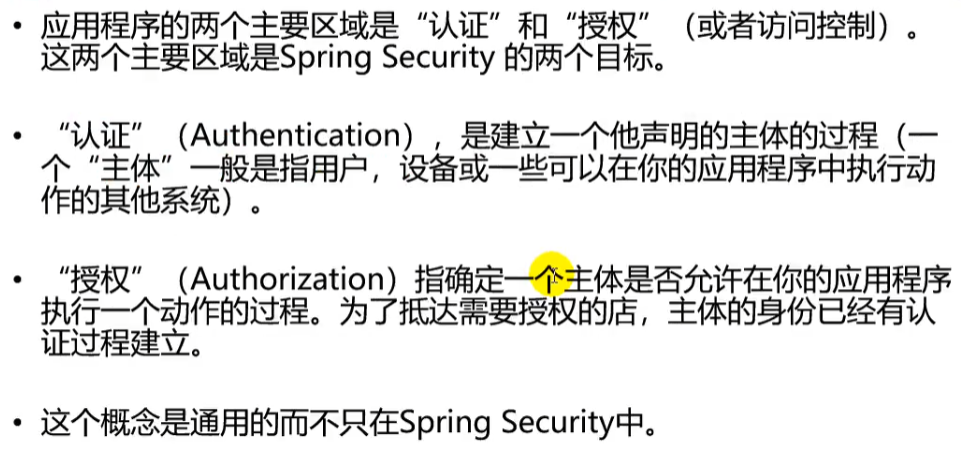 • 应用程序的两个主要区域是“认证”和“授权”（或者访问控制）。
这两个主要区域是Spring Security 的两个目标。
• “认证”（Authentication），是建立一个他声明的主体的过程（一
个“主体”一般是指用户，设备或一些可以在你的应用程序中执行动
作的其他系统）。
• “授权”（Authorization）指确定一个主体是否允许在你的应用程序
执行一个动作的过程。为了抵达需要授权的店，主体的身份已经有认
证过程建立。
• 这个概念是通用的而不只在Spring Security中。